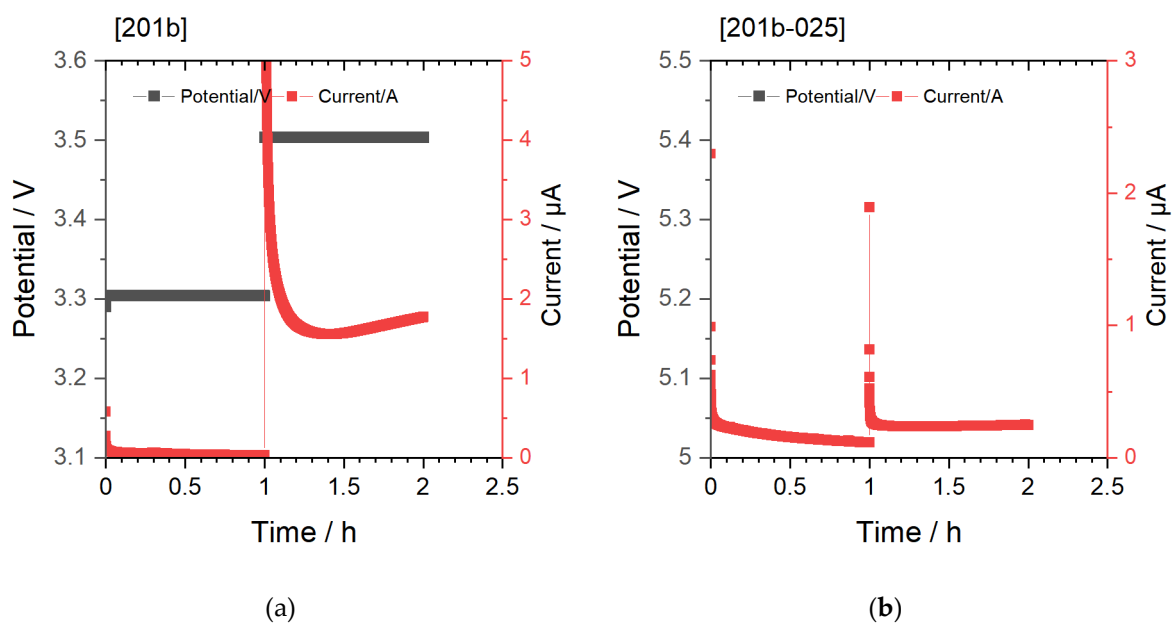 [201b]
3.6
3.5
3.4
3.3
3.2
3.1
Potential / V
Potential/V
Current/A
5
4
3
2
1
0
Current / µA
0 0.5 1 1.5 2 2.5
Time / h
(a)
[201b-025]
5.5
5.4
5.3
5.2
5.1
5
Potential / V
Potential/V
Current/A
3
2
1
0
Current / µA
0 0.5 1 1.5 2 2.5
Time / h
(b)